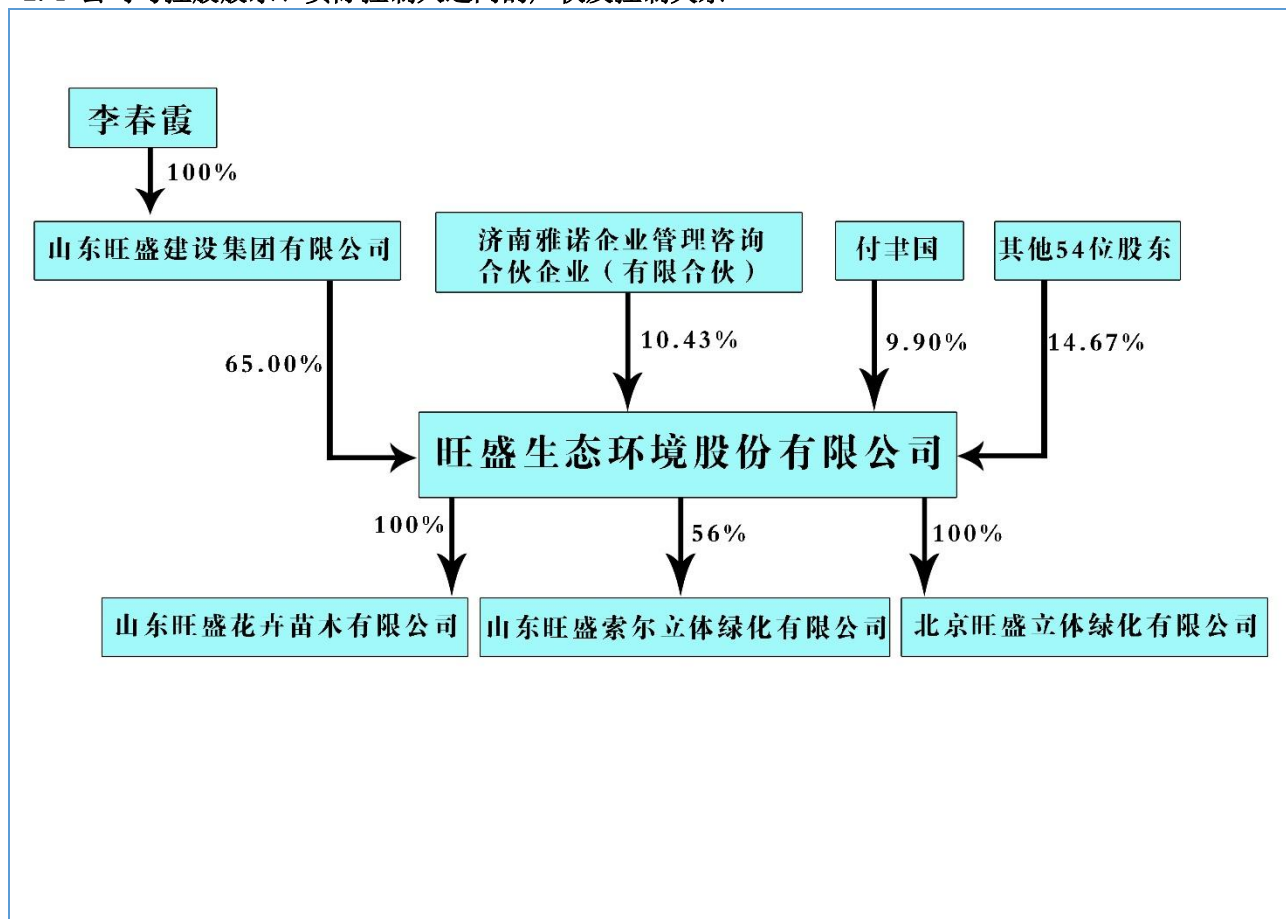 李春霞
100%
山东旺盛建设集团有限公司
济南雅诺企业管理咨询
合伙企业（有限合伙）
付聿国
其他54位股东
65.00%
10.43%
9.90%
14.67%
旺盛生态环境股份有限公司
100%
56%
100%
山东旺盛花卉苗木有限公司
山东旺盛索尔立体绿化有限公司
北京旺盛立体绿化有限公司